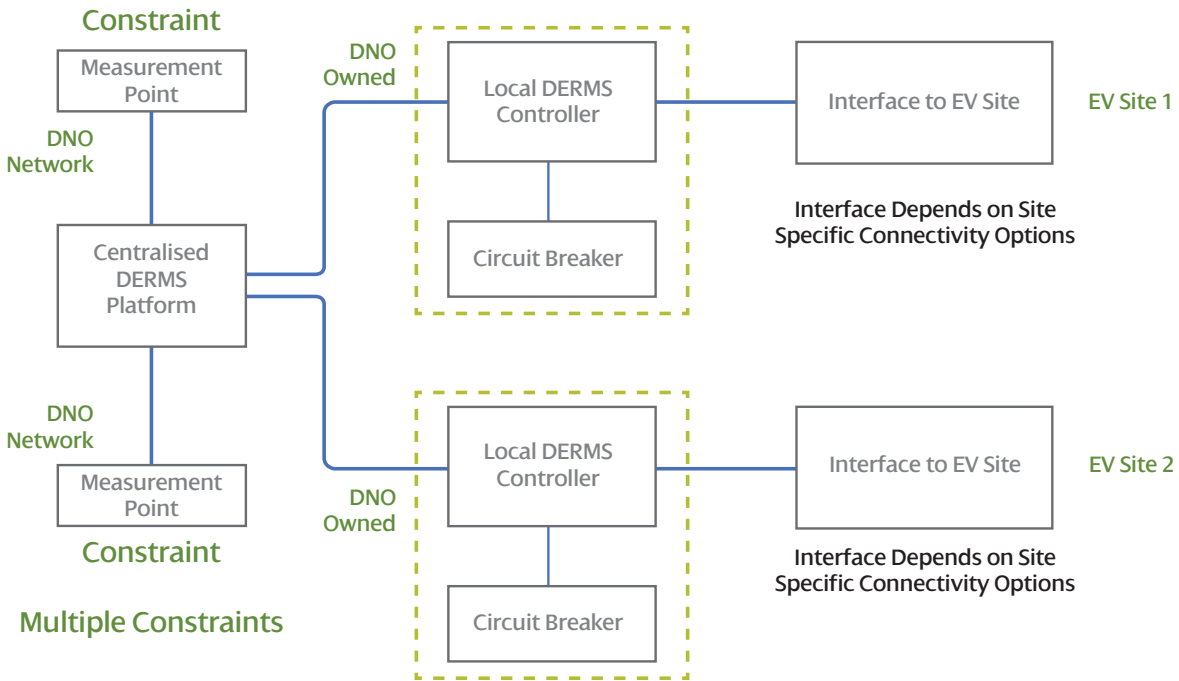 Constraint
Measurement
Point
DNO
Network
Centralised
DERMS
Platform
DNO
Network
Measurement
Point
Constraint
Multiple Constraints
DNO
Owned
Local DERMS
Controller
Circuit Breaker
Interface to EV Site
EV Site 1
Interface Depends on Site
Specific Connectivity Options
DNO
Owned
Local DERMS
Controller
Circuit Breaker
Interface to EV Site
EV Site 2
Interface Depends on Site
Specific Connectivity Options